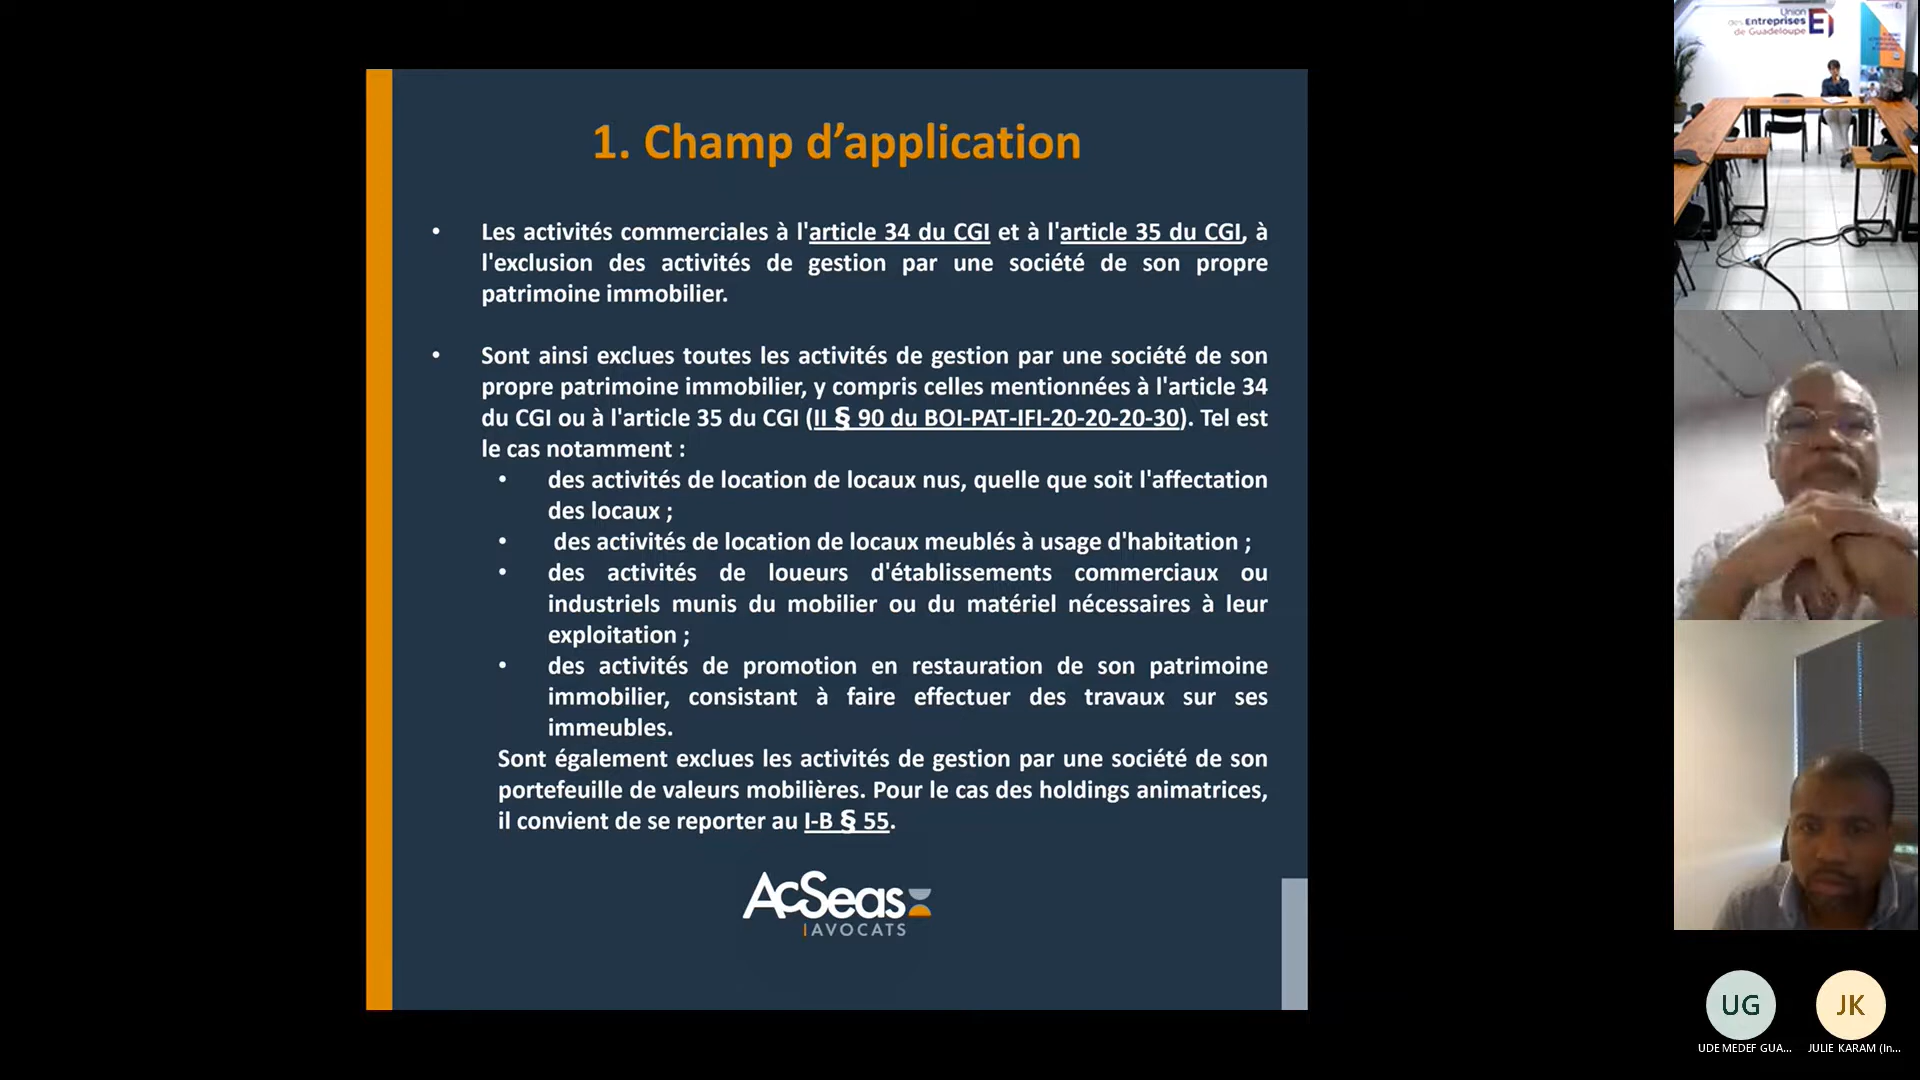 1. Champ d’application
• Les activités commerciales à l'article 34 du CGI et à l'article 35 du CGI, à
l'exclusion des activités de gestion par une société de son propre
patrimoine immobilier.
• Sont ainsi exclues toutes les activités de gestion par une société de son
propre patrimoine immobilier, y compris celles mentionnées à l'article 34
du CGI ou à l'article 35 du CGI (II § 90 du BOI-PAT-IFI-20-20-20-30). Tel est
le cas notamment :
• des activités de location de locaux nus, quelle que soit l'affectation
des locaux ;
• des activités de location de locaux meublés à usage d'habitation ;
• des activités de loueurs d'établissements commerciaux ou
industriels munis du mobilier ou du matériel nécessaires à leur
exploitation ;
• des activités de promotion en restauration de son patrimoine
immobilier, consistant à faire effectuer des travaux sur ses
immeubles.
Sont également exclues les activités de gestion par une société de son
portefeuille de valeurs mobilières. Pour le cas des holdings animatrices,
il convient de se reporter au I-B § 55.
AcSeas
AVOCATS
Union
des Entreprises
de Guadeloupe
UG
JK
UDE MEDEF GUA...
JULIE KARAM (In...